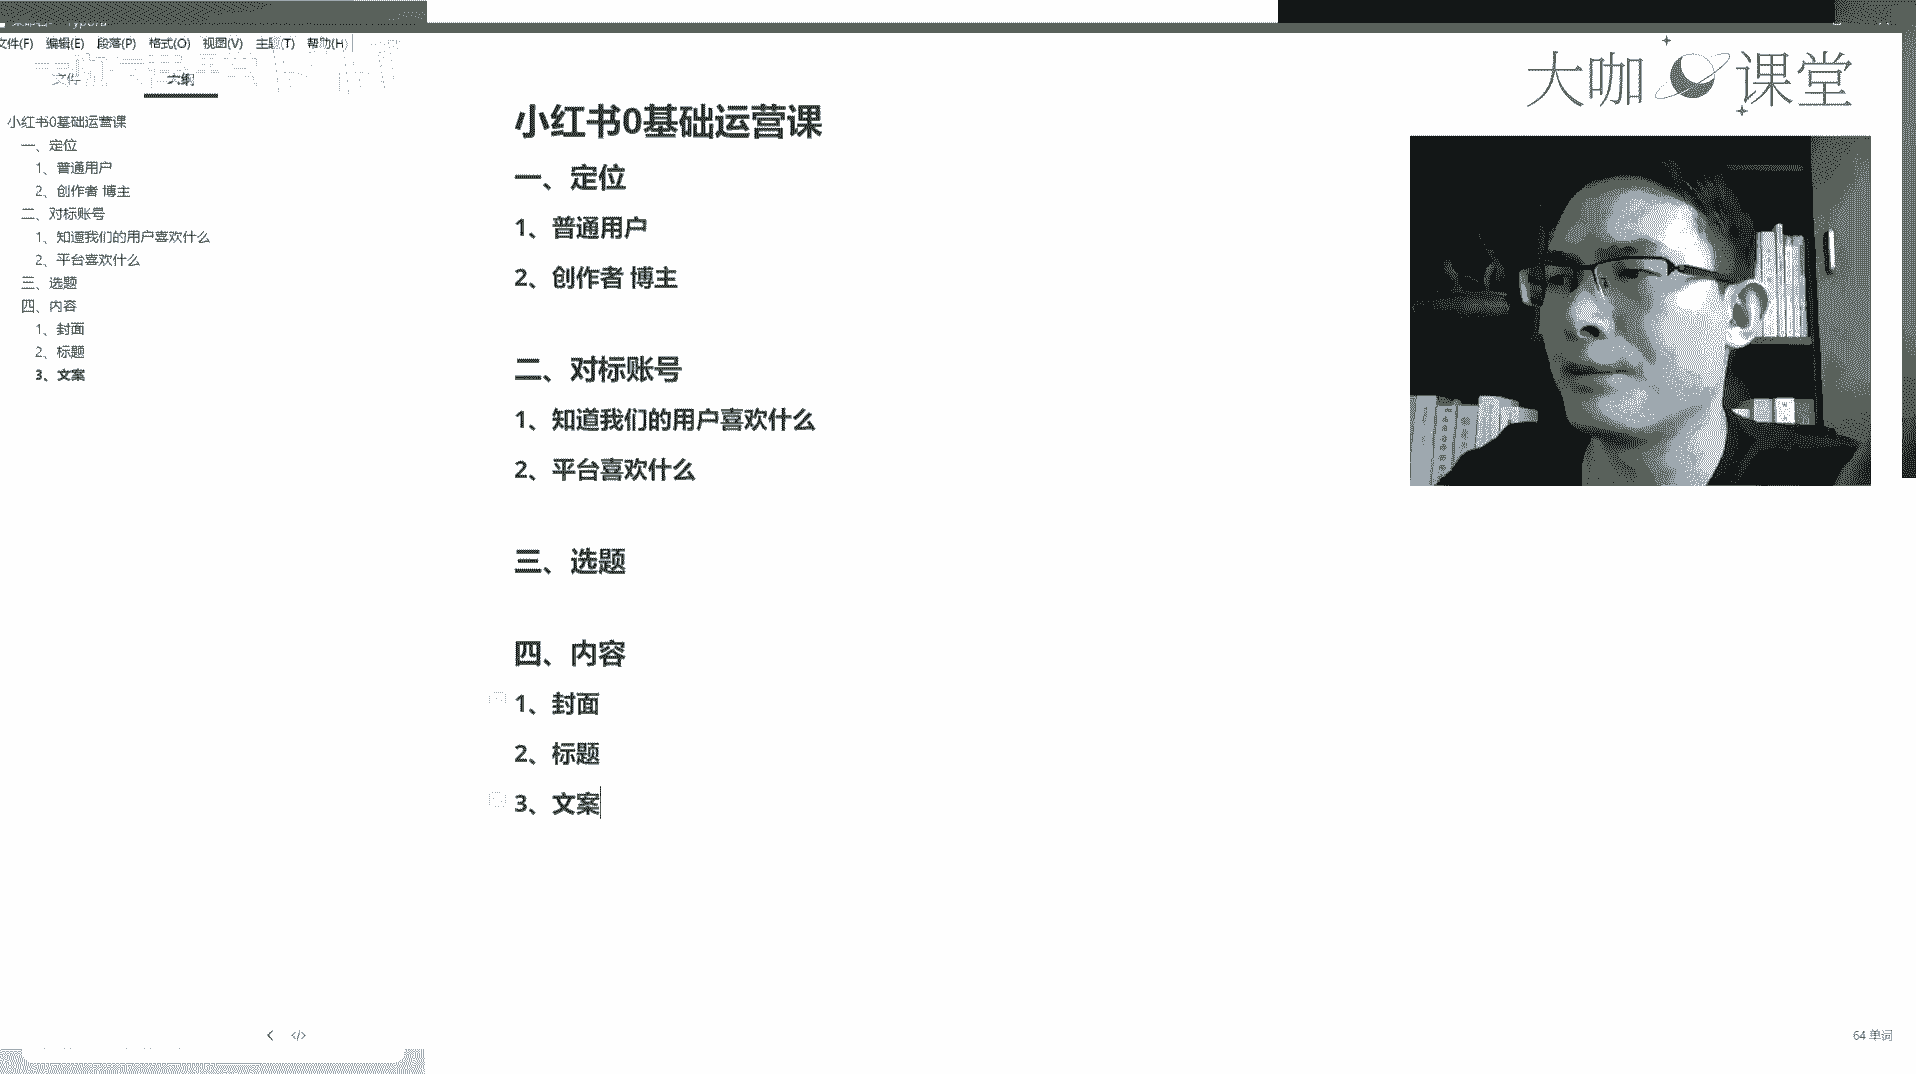 文件(F) 编辑(E) 段落(P) 格式(O) 视图(V) 主题(T) 帮助(H)
文件 大纲
小红书0基础运营课
一、定位
1、普通用户
2、创作者 博主
二、对标账号
1、知道我们的用户喜欢什么
2、平台喜欢什么
三、选题
四、内容
1、封面
2、标题
3、文案
小红书0基础运营课
一、定位
1、普通用户
2、创作者 博主
二、对标账号
1、知道我们的用户喜欢什么
2、平台喜欢什么
三、选题
四、内容
1、封面
2、标题
3、文案
大咖 课堂
64 单词